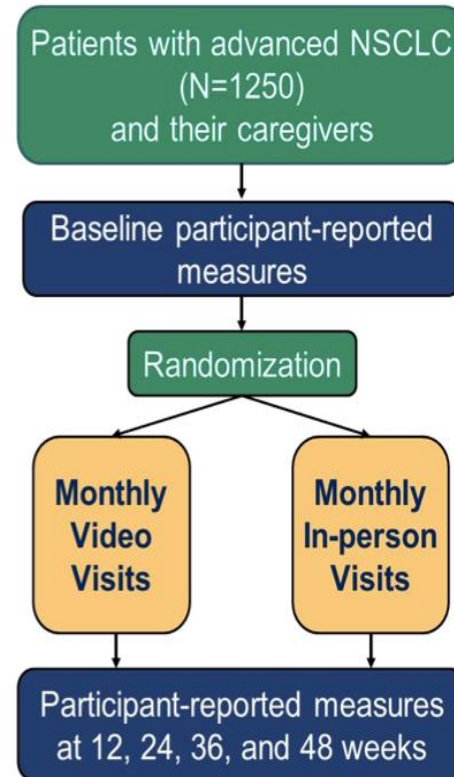 Patients with advanced NSCLC
(N=1250)
and their caregivers
Baseline participant-reported
measures
Randomization
Monthly
Video
Visits
Monthly
In-person
Visits
Participant-reported measures
at 12, 24, 36, and 48 weeks